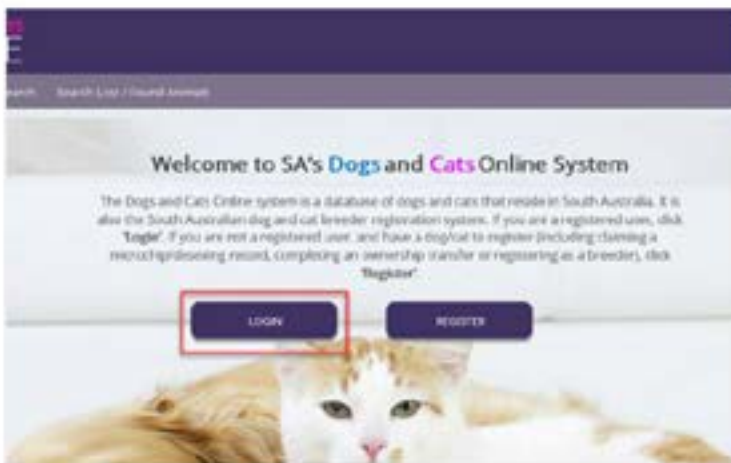 E
Search Lost / Found Animals
Welcome to SA's Dogs and Cats Online System
The Dogs and Cats Online system is a database of dogs and cats that reside in South Australia. It is
also the South Australian dog and cat breeder registration system. If you are a registered user, click
'Login'. If you are not a registered user and have a dog/cat to register (including claiming a
microchip/desexing record, completing an ownership transfer or registering as a breeder), click
'Register'
LOGIN REGISTER